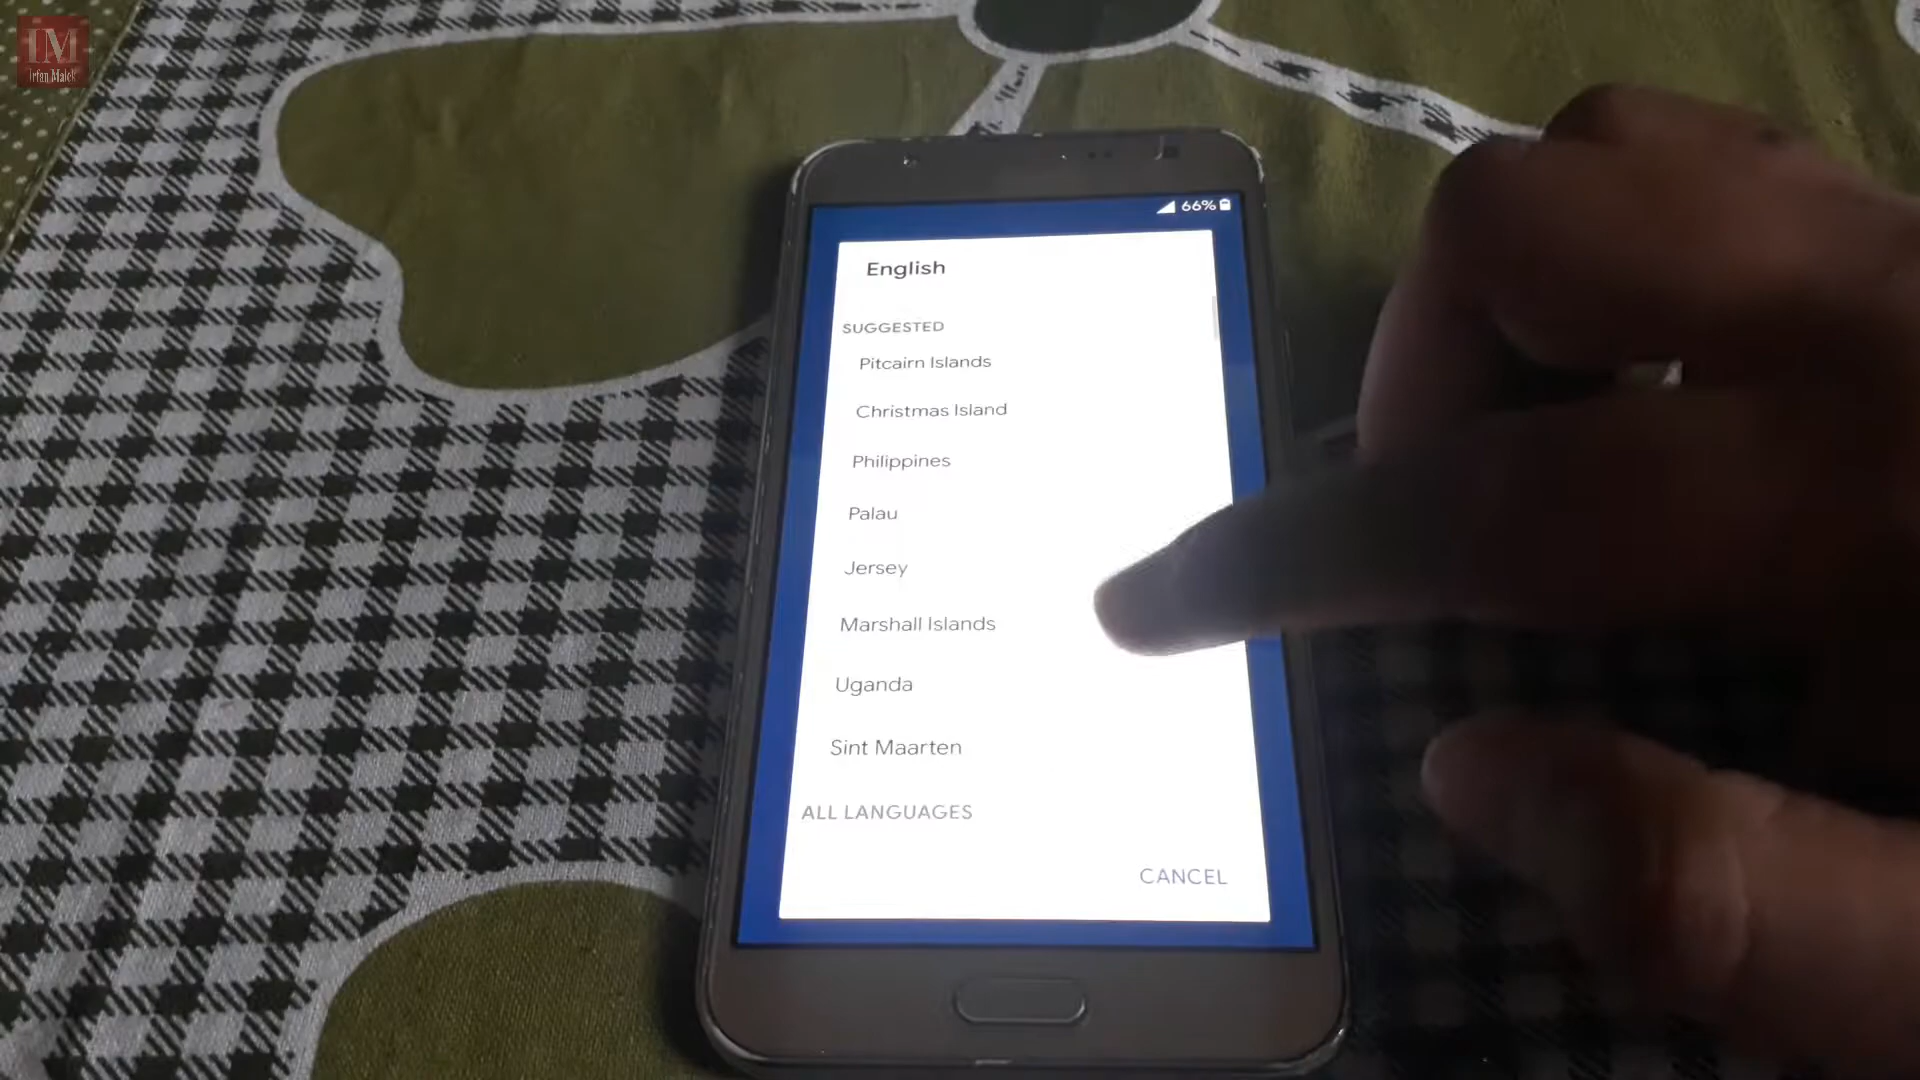 IM
Irfan Malek
66%
English
SUGGESTED
Pitcairn Islands
Christmas Island
Philippines
Palau
Jersey
Marshall Islands
Uganda
Sint Maarten
ALL LANGUAGES
CANCEL